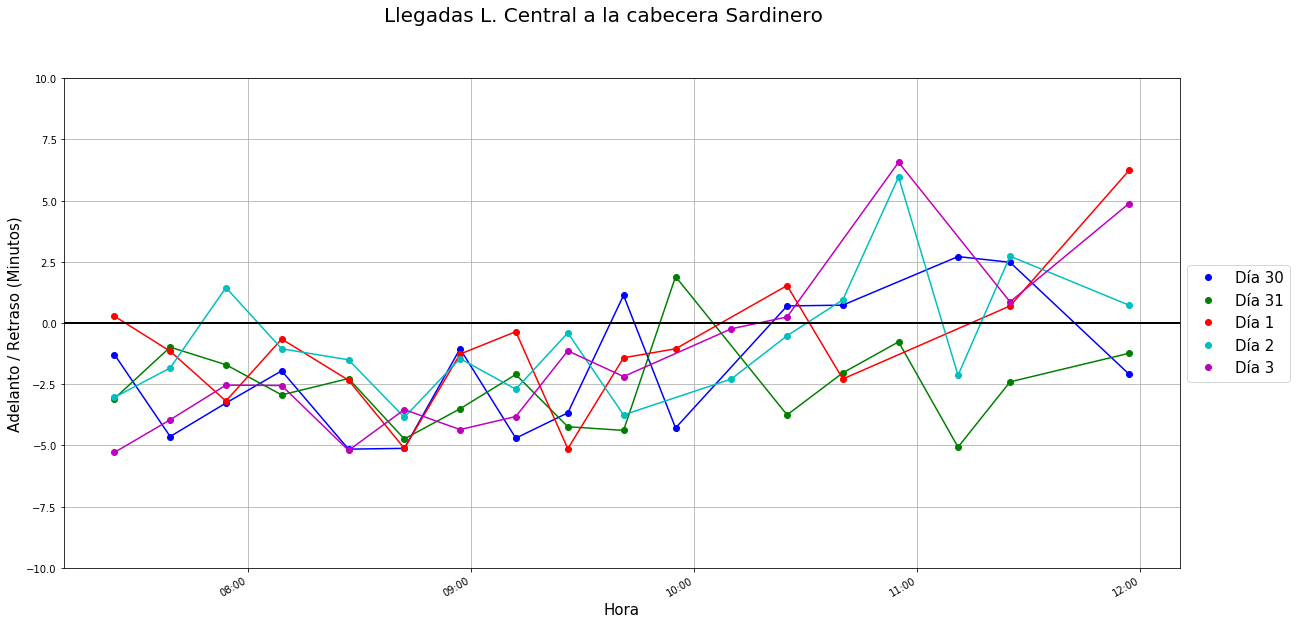 Llegadas L. Central a la cabecera Sardinero
Adelanto / Retraso (Minutos)
10.0
7.5
5.0
2.5
0.0
−2.5
−5.0
−7.5
−10.0
08:00
09:00
10:00
11:00
12:00
Hora
Día 30
Día 31
Día 1
Día 2
Día 3